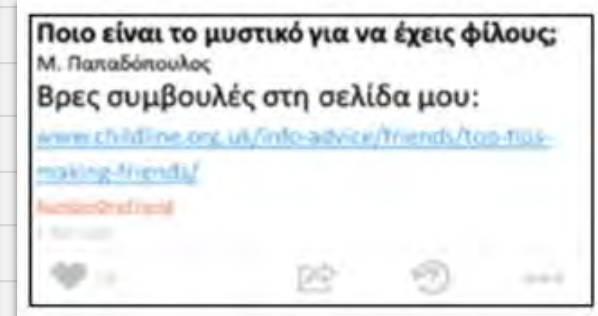 Ποιο είναι το μυστικό για να έχεις φίλους;
Μ. Παπαδόπουλος
Βρες συμβουλές στη σελίδα μου:
www.childline.org.uk/info-advice/friends/top-tips-
making-friends/